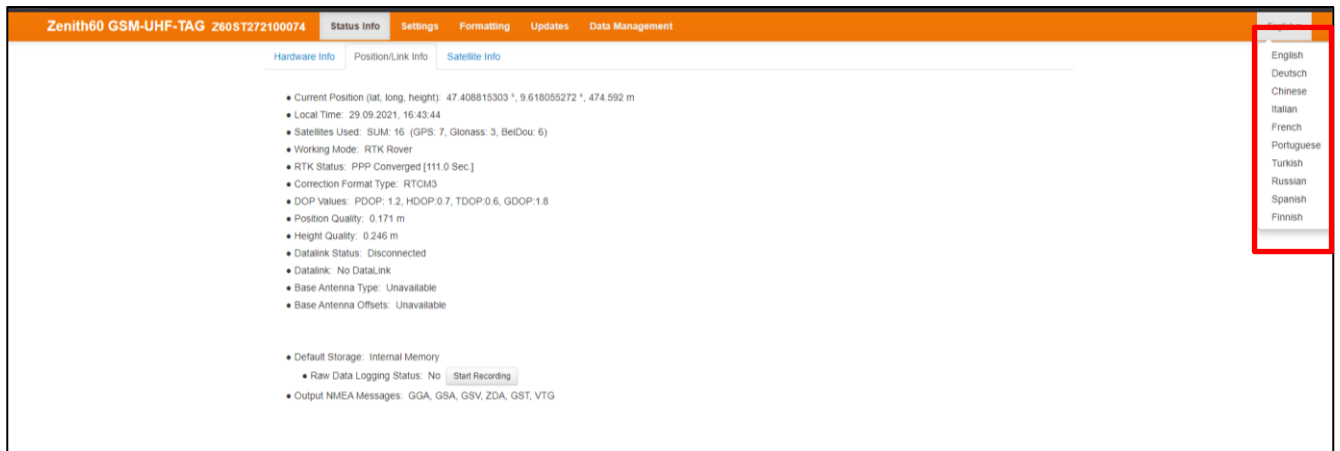 Zenith60 GSM-UHF-TAG Z60ST272100074 Status Info Settings Formatting Updates Data Management English
Hardware Info Position/Link Info Satellite Info
● Current Position (lat, long, height): 47.408815303 °, 9.618055272 °, 474.592 m
● Local Time: 29.09.2021, 16:43:44
● Satellites Used: SUM: 16 (GPS: 7, Glonass: 3, BeiDou: 6)
● Working Mode: RTK Rover
● RTK Status: PPP Converged [111.0 Sec.]
● Correction Format Type: RTCM3
● DOP Values: PDOP: 1.2, HDOP:0.7, TDOP:0.6, GDOP:1.8
● Position Quality: 0.171 m
● Height Quality: 0.246 m
● Datalink Status: Disconnected
● Datalink: No DataLink
● Base Antenna Type: Unavailable
● Base Antenna Offsets: Unavailable
● Default Storage: Internal Memory
● Raw Data Logging Status: No Start Recording
● Output NMEA Messages: GGA, GSA, GSV, ZDA, GST, VTG
English
Deutsch
Chinese
Italian
French
Portuguese
Turkish
Russian
Spanish
Finnish